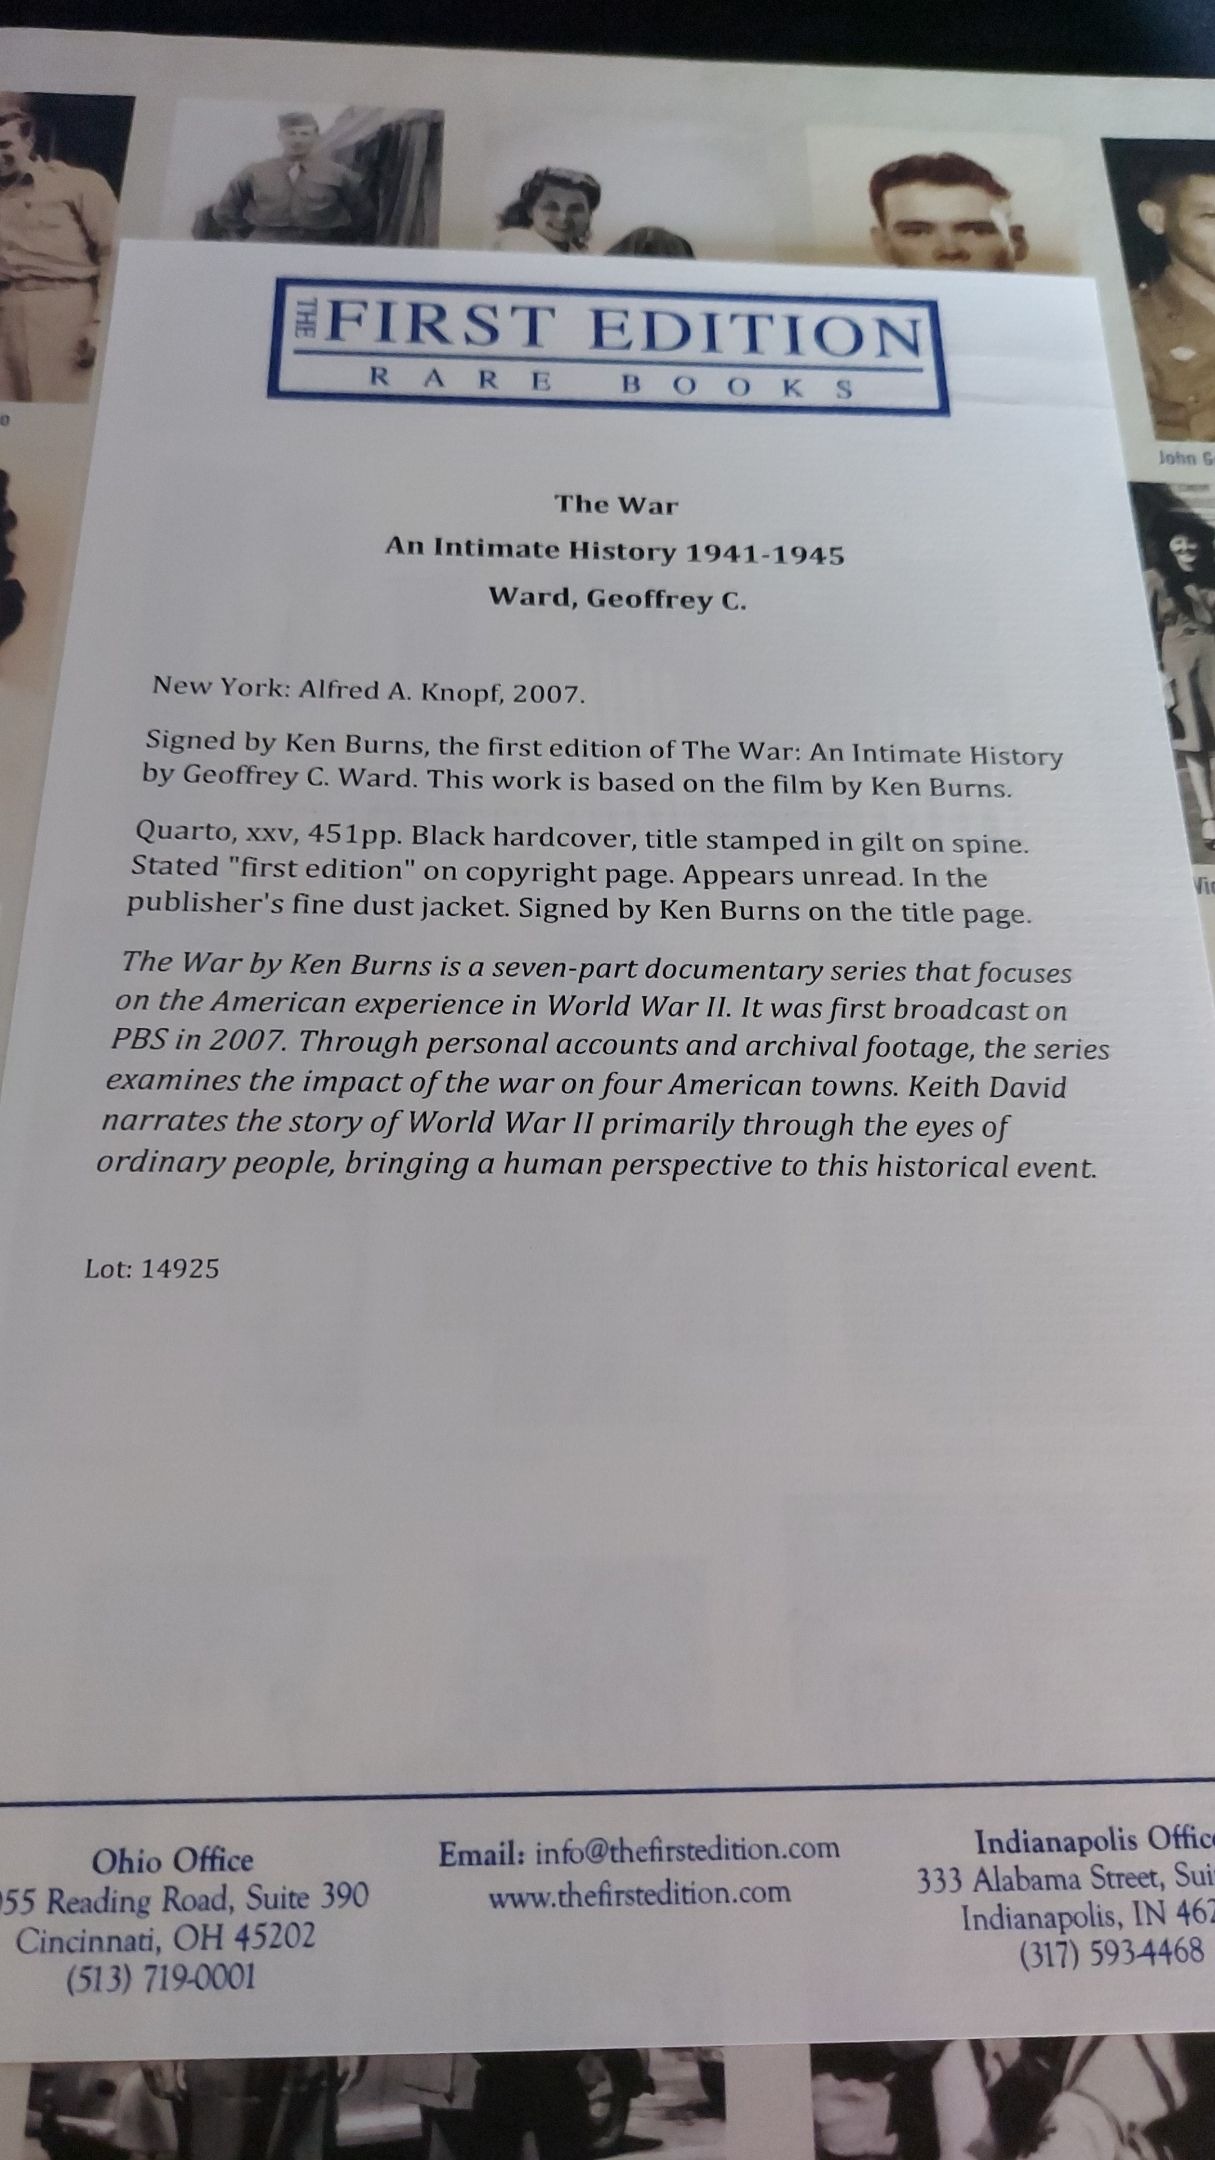 THE FIRST EDITION
RARE BOOKS
The War
An Intimate History 1941-1945
Ward, Geoffrey C.
New York: Alfred A. Knopf, 2007.
Signed by Ken Burns, the first edition of The War: An Intimate History
by Geoffrey C. Ward. This work is based on the film by Ken Burns.
Quarto, xxv, 451pp. Black hardcover, title stamped in gilt on spine.
Stated "first edition" on copyright page. Appears unread. In the
publisher's fine dust jacket. Signed by Ken Burns on the title page.
The War by Ken Burns is a seven-part documentary series that focuses
on the American experience in World War II. It was first broadcast on
PBS in 2007. Through personal accounts and archival footage, the series
examines the impact of the war on four American towns. Keith David
narrates the story of World War II primarily through the eyes of
ordinary people, bringing a human perspective to this historical event.
Lot: 14925
Ohio Office
55 Reading Road, Suite 390
Cincinnati, OH 45202
(513) 719-0001
Email: info@thefirstedition.com
www.thefirstedition.com
Indianapolis Offic
333 Alabama Street, Sui
Indianapolis, IN 462
(317) 593-4468
John G